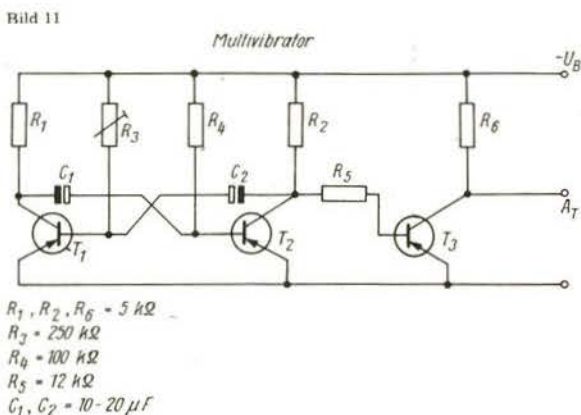 Bild 11
Multivibrator
-U_B
R_1
R_3
R_4
R_2
R_6
C_1
C_2
R_5
A_T
T_1
T_2
T_3
R_1, R_2, R_6 = 5 kΩ
R_3 = 250 kΩ
R_4 = 100 kΩ
R_5 = 12 kΩ
C_1, C_2 = 10-20 µF